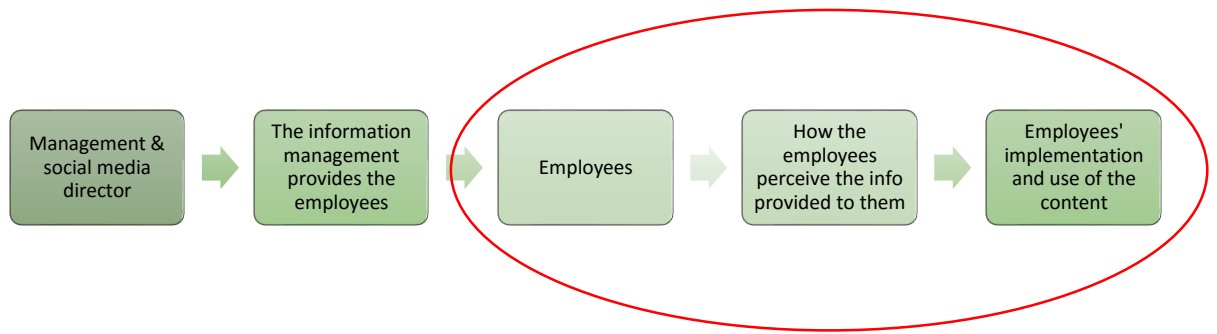 Management &
social media
director
The information
management
provides the
employees
Employees
How the
employees
perceive the info
provided to them
Employees'
implementation
and use of the
content